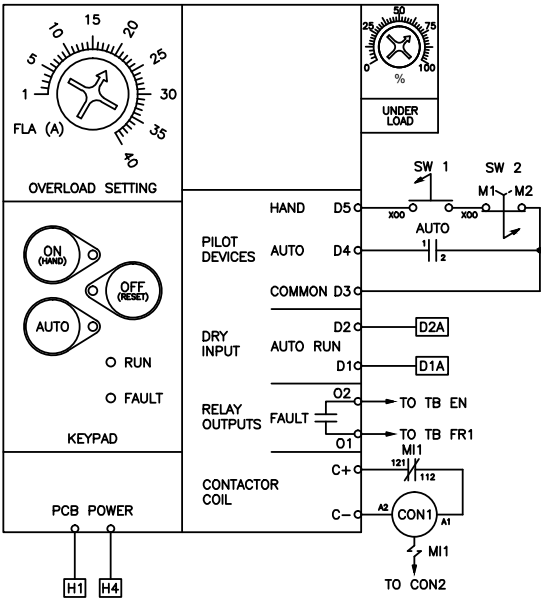 15
10
20
5
25
1
30
FLA (A)
35
40
OVERLOAD SETTING
50
25
75
0
100
%
UNDER
LOAD
SW 1
SW 2
M1
M2
HAND
D5
X00
X00
AUTO
PILOT
DEVICES
AUTO
D4
1
2
COMMON
D3
ON
(HAND)
OFF
(RESET)
AUTO
RUN
FAULT
KEYPAD
DRY
INPUT
AUTO RUN
D2
D2A
D1
D1A
RELAY
OUTPUTS
FAULT
O2
TO TB EN
O1
TO TB FR1
CONTACTOR
COIL
C+
MI1
121
112
C-
A2
CON1
A1
MI1
TO CON2
PCB POWER
H1
H4